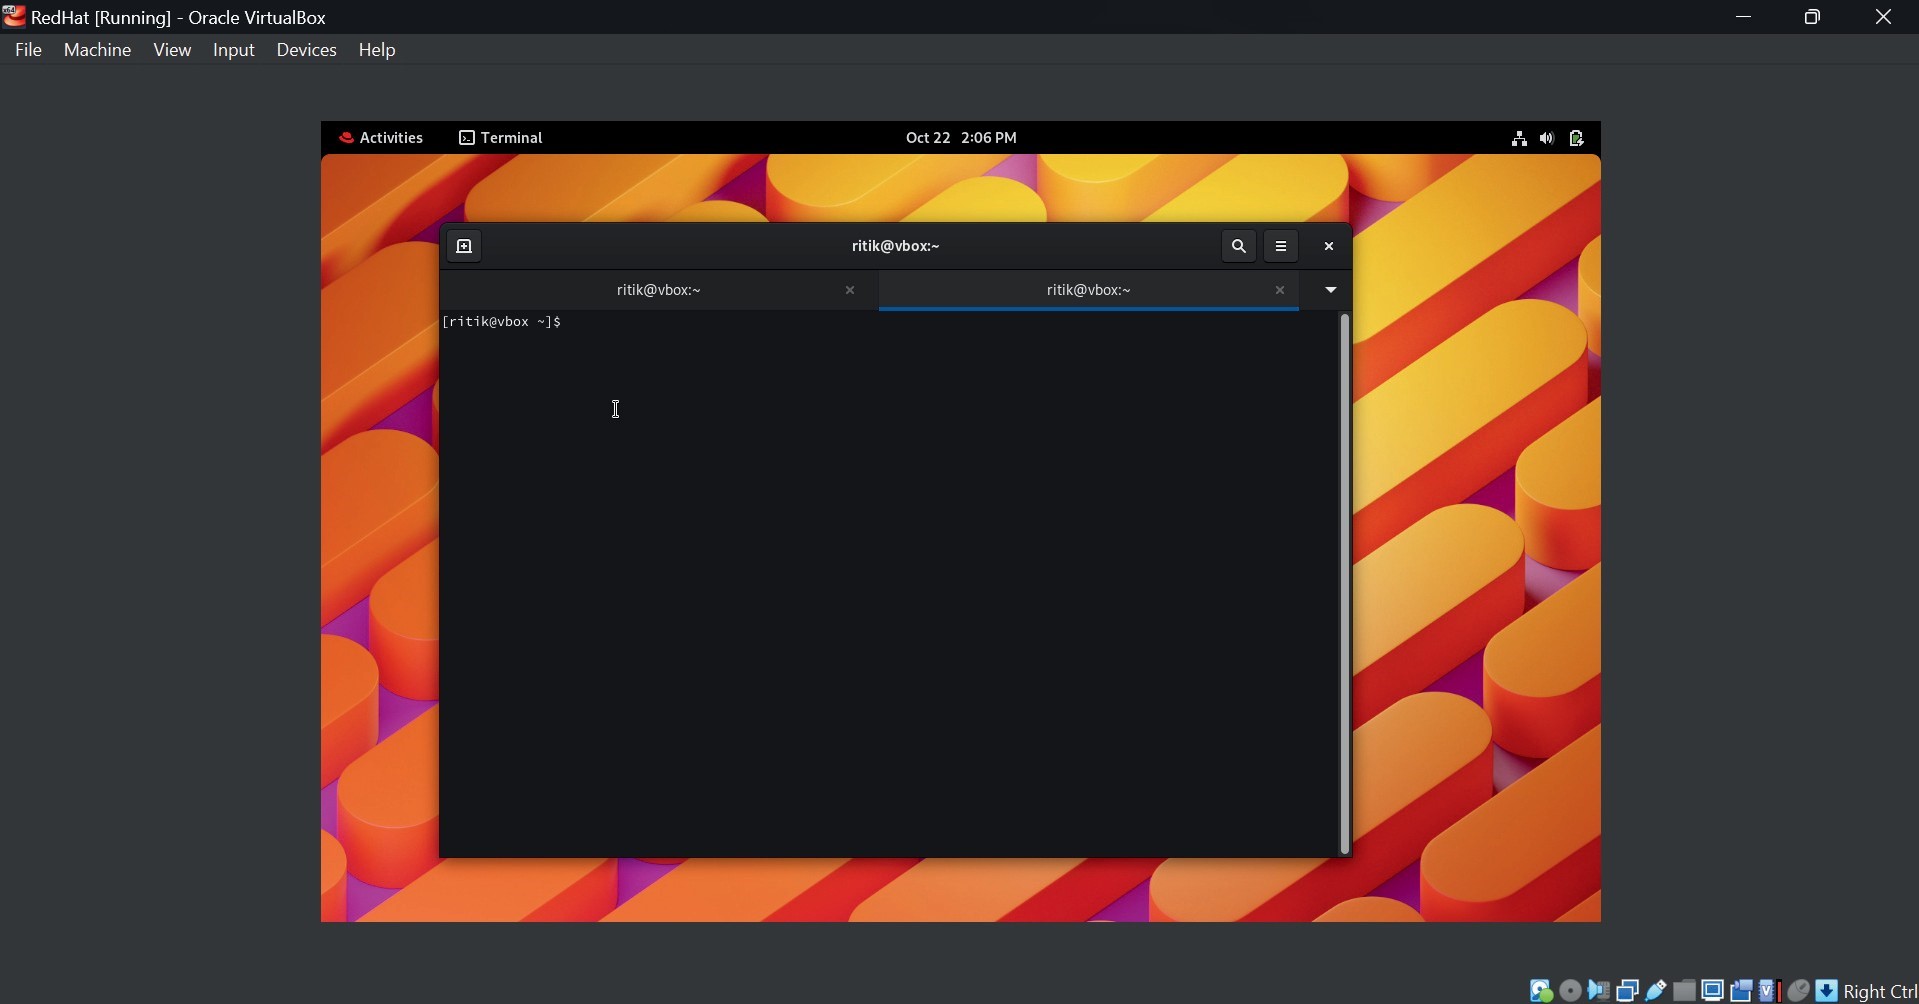 RedHat [Running] - Oracle VirtualBox
File Machine View Input Devices Help
Activities Terminal Oct 22 2:06 PM
ritik@vbox:~
ritik@vbox:~ ritik@vbox:~
[ritik@vbox ~]$
Right Ctrl